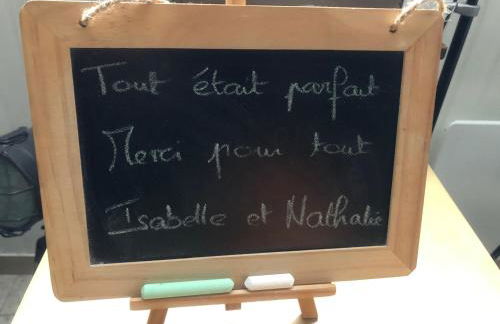 Tout était parfait
Merci pour tout
Isabelle et Nathalie